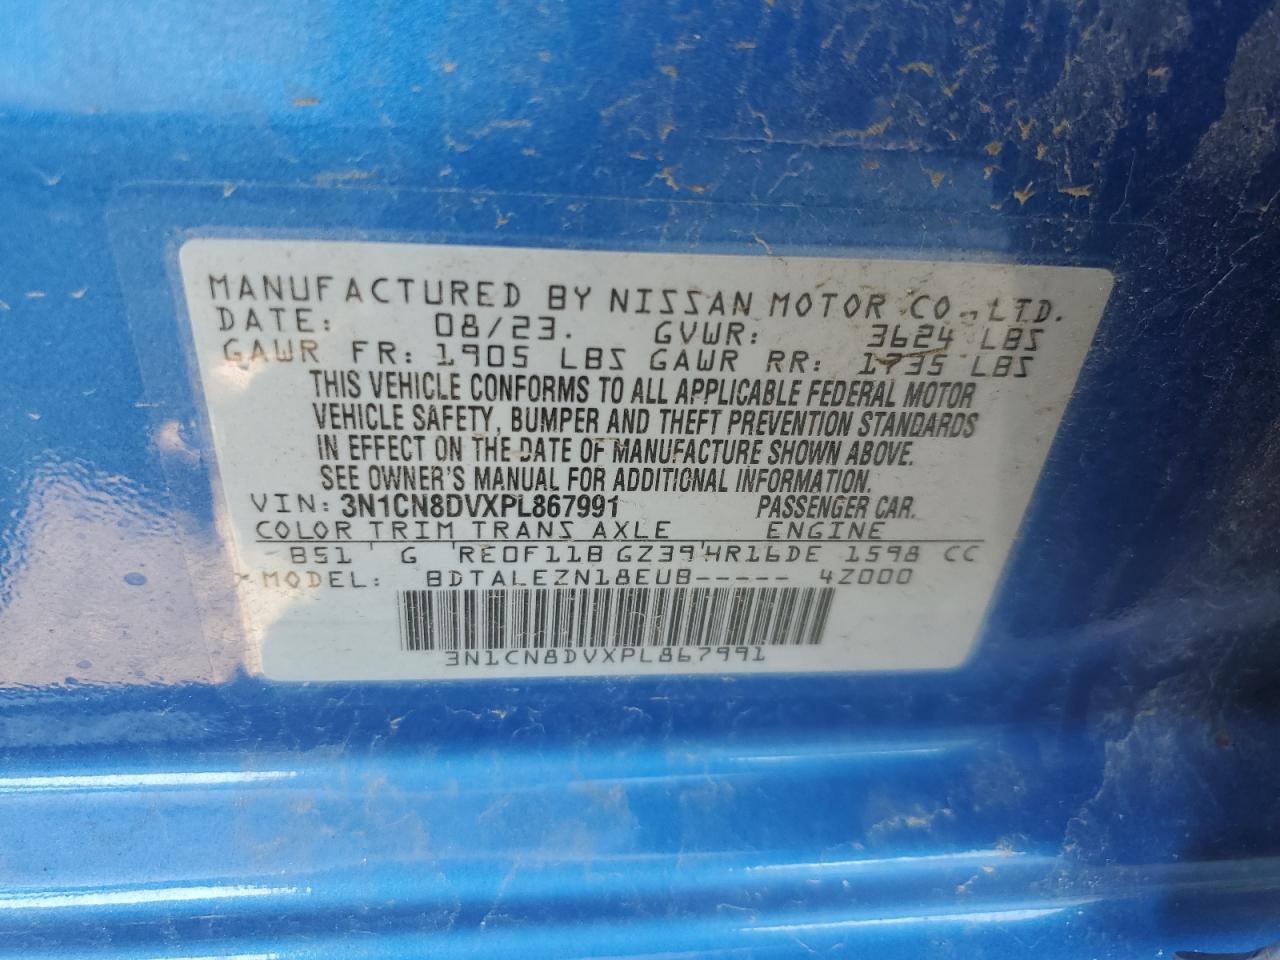 MANUFACTURED BY NISSAN MOTOR CO., LTD.
DATE: 08/23. GVWR: 3624 LBS
GAWR FR: 1905 LBS GAWR RR: 1735 LBS
THIS VEHICLE CONFORMS TO ALL APPLICABLE FEDERAL MOTOR
VEHICLE SAFETY, BUMPER AND THEFT PREVENTION STANDARDS
IN EFFECT ON THE DATE OF MANUFACTURE SHOWN ABOVE.
SEE OWNER'S MANUAL FOR ADDITIONAL INFORMATION.
VIN: 3N1CN8DVXPL867991 PASSENGER CAR.
COLOR TRIM TRANS AXLE ENGINE
B51 G RE0F11B GZ39 HR16DE 1598 CC
MODEL: BDTALEZN18EUB----- 4Z000
3N1CN8DVXPL867991